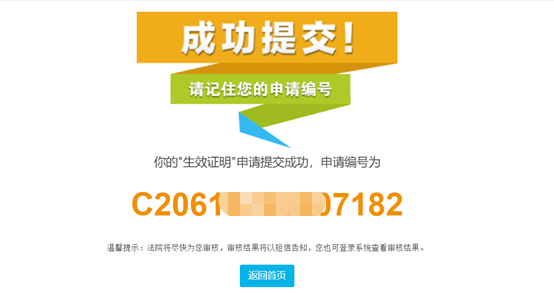 成功提交！
请记住您的申请编号
你的"生效证明"申请提交成功，申请编号为
C2061 07182
温馨提示：法院将尽快为您审核，审核结果将以短信告知，您也可登录系统查看审核结果。
返回首页